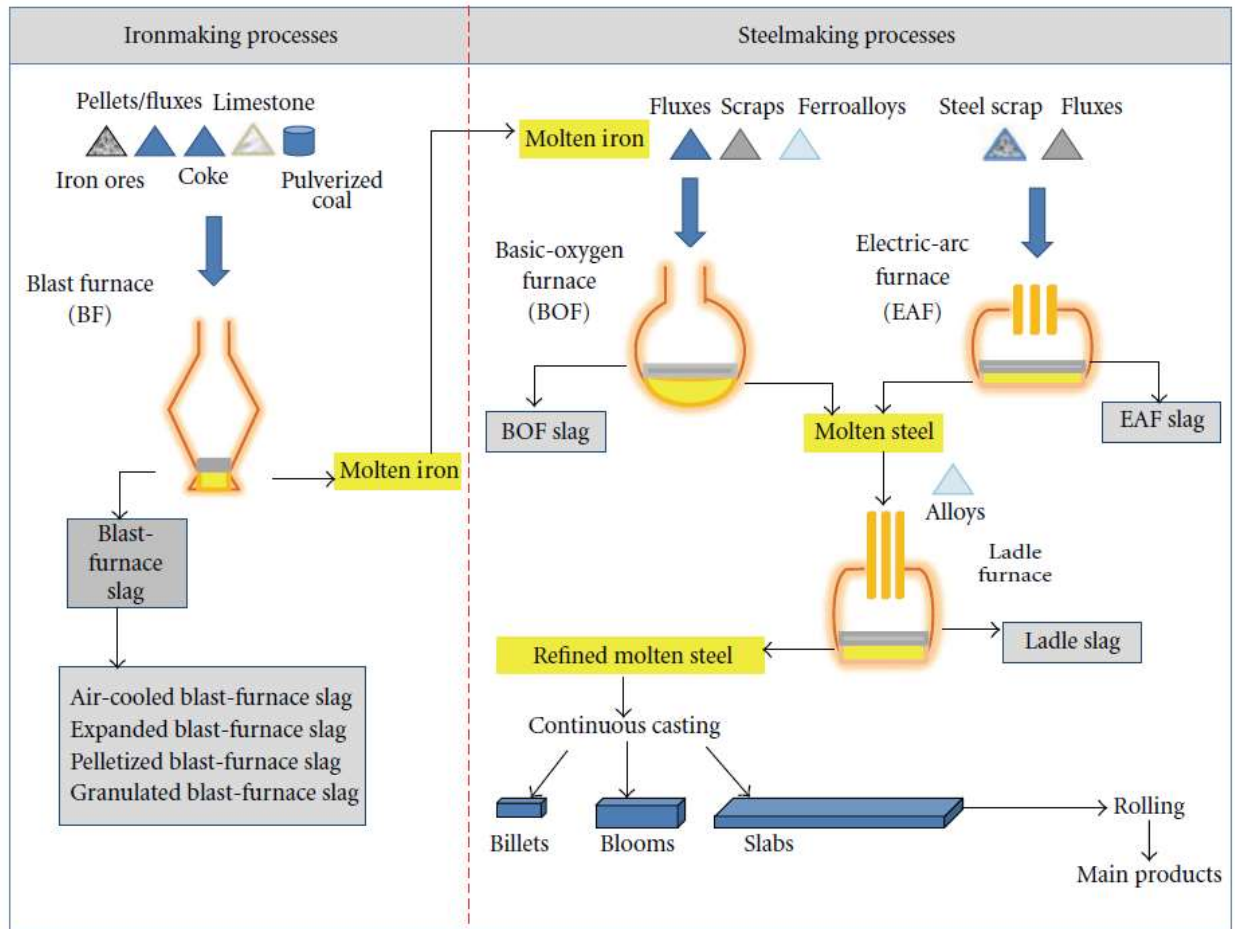 Ironmaking processes
Steelmaking processes
Pellets/fluxes Limestone
Iron ores
Coke
Pulverized
coal
Blast furnace
(BF)
Molten iron
Blast-
furnace
slag
Air-cooled blast-furnace slag
Expanded blast-furnace slag
Pelletized blast-furnace slag
Granulated blast-furnace slag
Molten iron
Fluxes Scraps Ferroalloys
Basic-oxygen
furnace
(BOF)
BOF slag
Steel scrap Fluxes
Electric-arc
furnace
(EAF)
EAF slag
Molten steel
Alloys
Ladle
furnace
Ladle slag
Refined molten steel
Continuous casting
Billets
Blooms
Slabs
Rolling
Main products